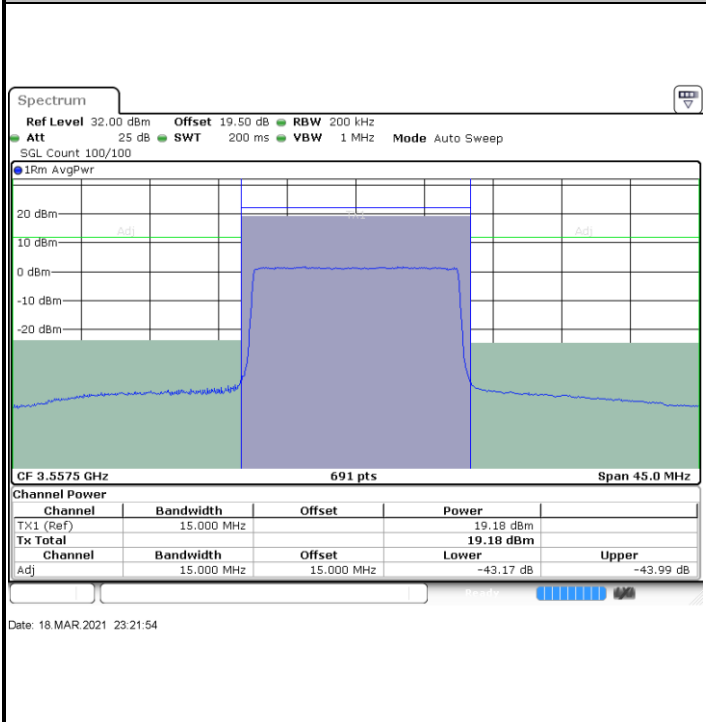 Spectrum
Ref Level 32.00 dBm Offset 19.50 dB RBW 200 kHz
Att 25 dB SWT 200 ms VBW 1 MHz Mode Auto Sweep
SGL Count 100/100
1Rm AvgPwr
20 dBm
Adj Tx1 Adj
10 dBm
0 dBm
-10 dBm
-20 dBm
CF 3.5575 GHz 691 pts Span 45.0 MHz
Channel Power
Channel Bandwidth Offset Power
TX1 (Ref) 15.000 MHz 19.18 dBm
Tx Total 19.18 dBm
Channel Bandwidth Offset Lower Upper
Adj 15.000 MHz 15.000 MHz -43.17 dB -43.99 dB
Ready
Date: 18.MAR.2021 23:21:54